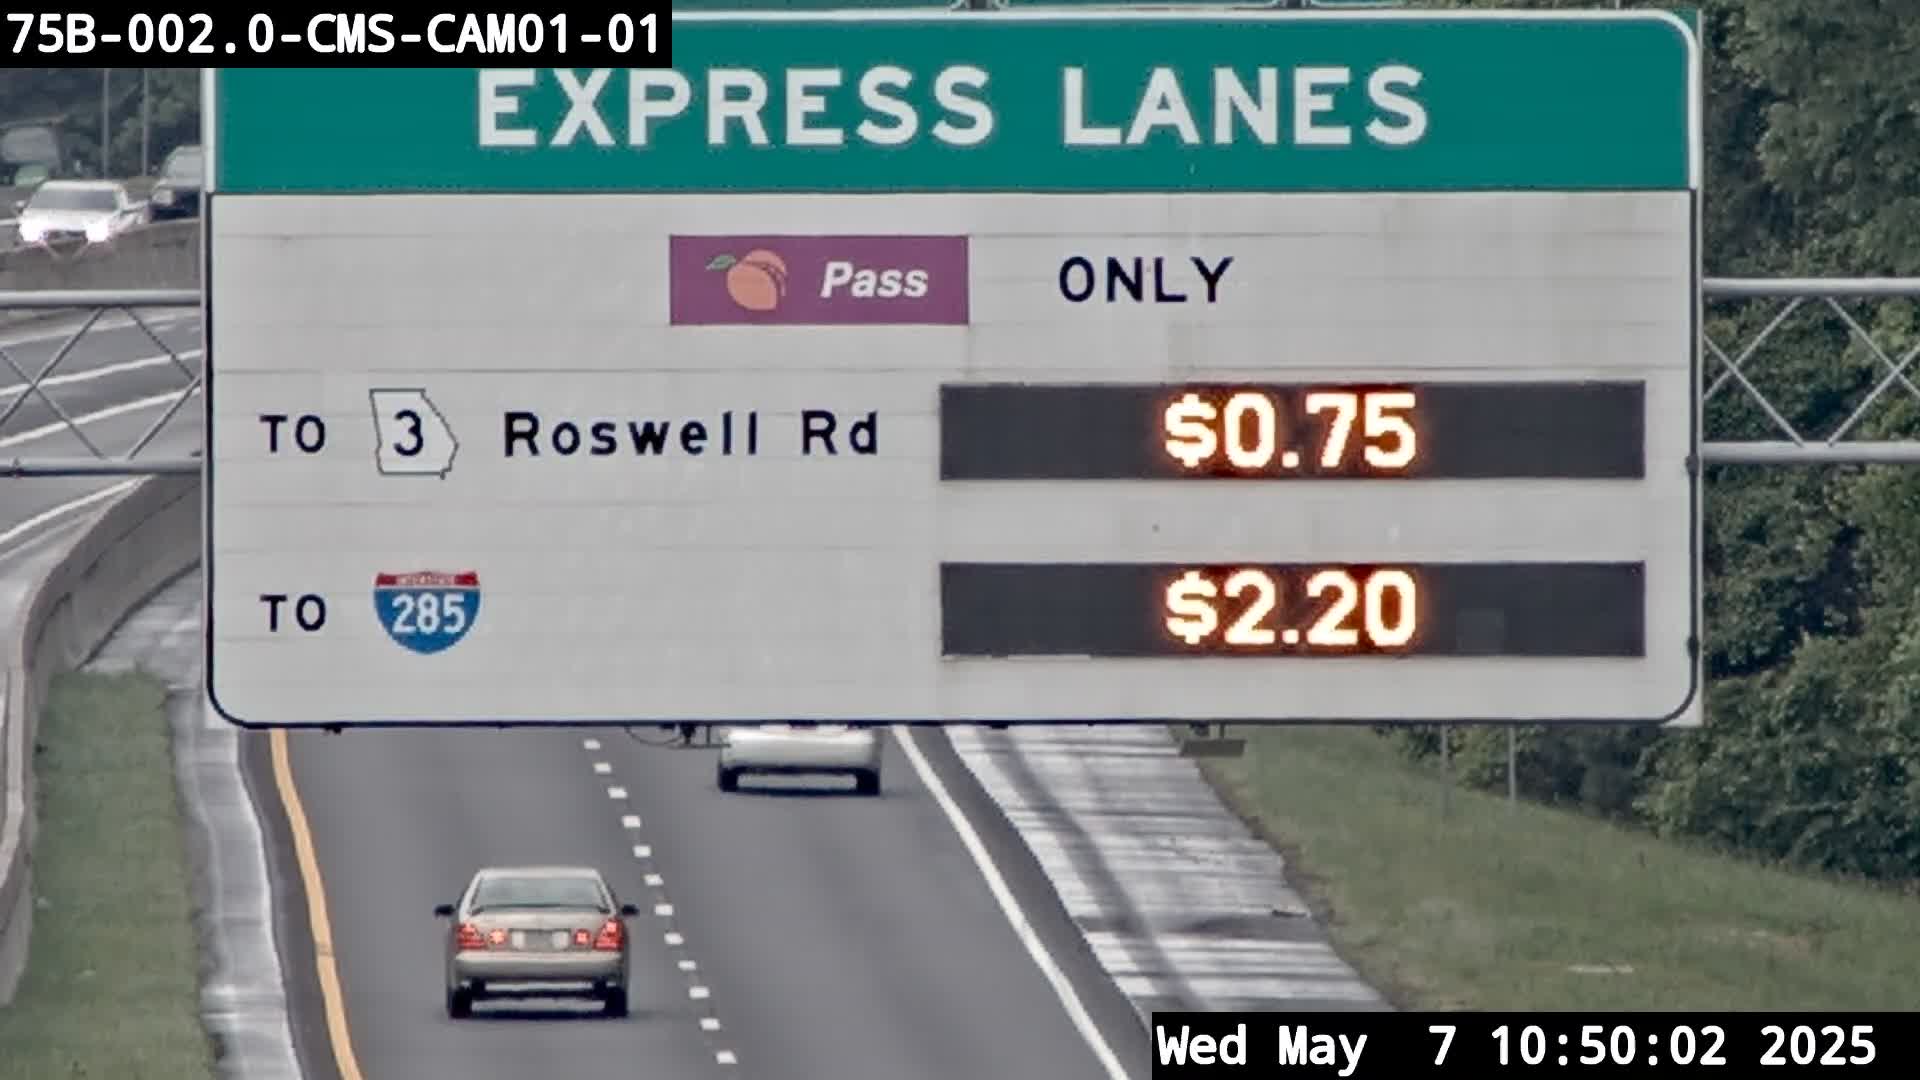 75B-002.0-CMS-CAM01-01
EXPRESS LANES
Pass ONLY
TO 3 Roswell Rd $0.75
TO 285 $2.20
Wed May 7 10:50:02 2025